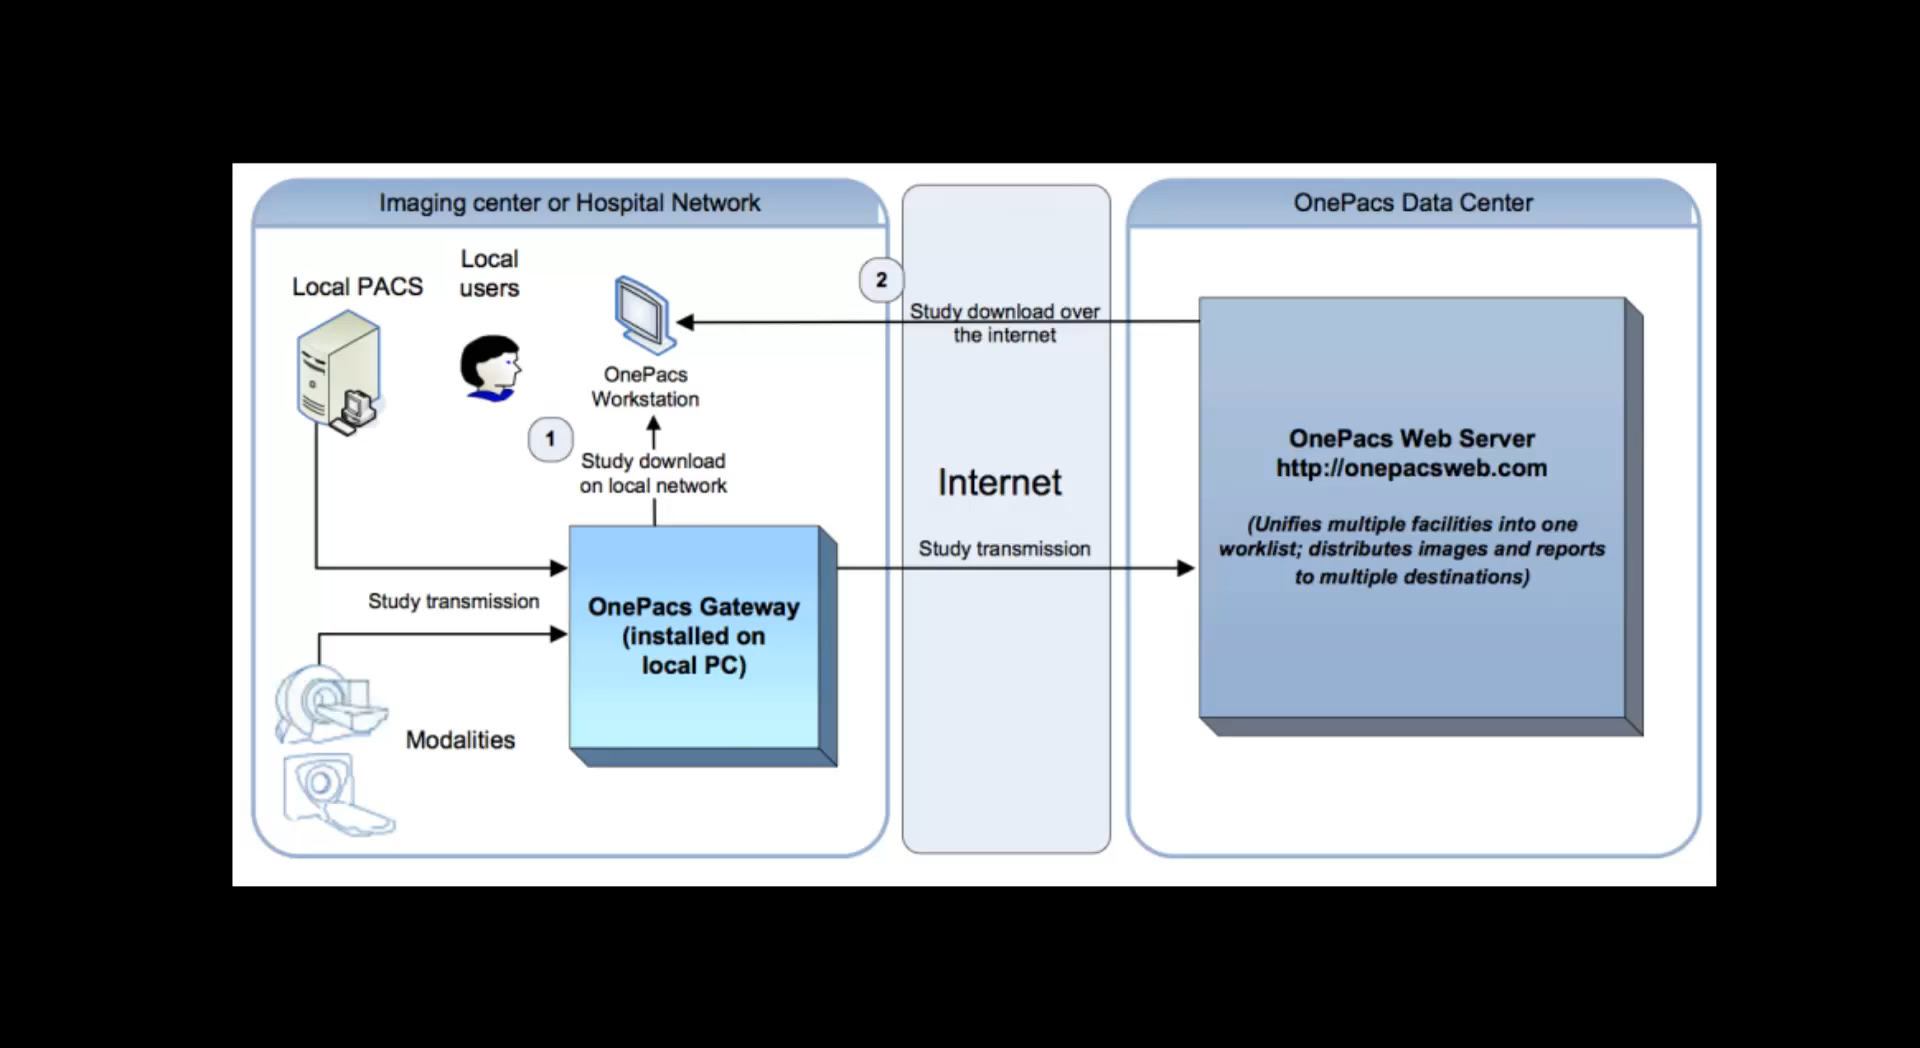 Imaging center or Hospital Network
OnePacs Data Center
Local PACS
Local
users
2
Study download over
the internet
OnePacs
Workstation
1
Study download
on local network
Internet
OnePacs Web Server
http://onepacsweb.com
(Unifies multiple facilities into one
worklist; distributes images and reports
to multiple destinations)
Study transmission
Study transmission
OnePacs Gateway
(installed on
local PC)
Modalities